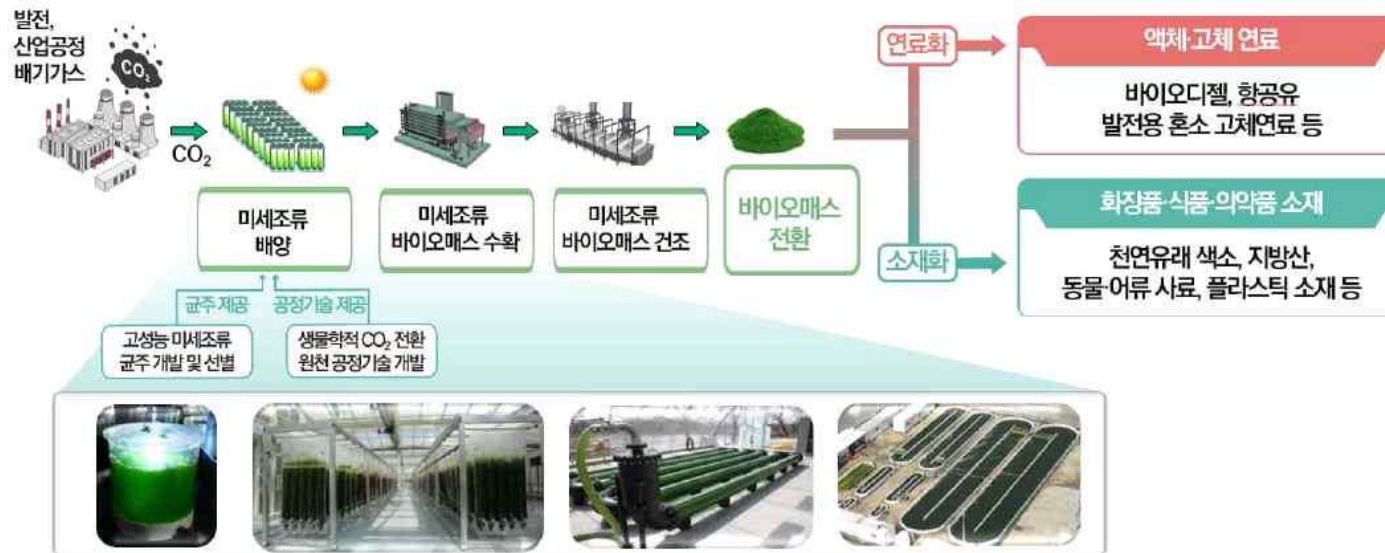 발전,
산업공정
배기가스
CO₂
CO₂
미세조류
배양
미세조류
바이오매스 수확
미세조류
바이오매스 건조
바이오매스
전환
연료화
액체·고체 연료
바이오디젤, 항공유
발전용 혼소 고체연료 등
소재화
화장품·식품·의약품 소재
천연유래 색소, 지방산,
동물·어류 사료, 플라스틱 소재 등
균주 제공
공정기술 제공
고성능 미세조류
균주 개발 및 선별
생물학적 CO₂ 전환
원천 공정기술 개발